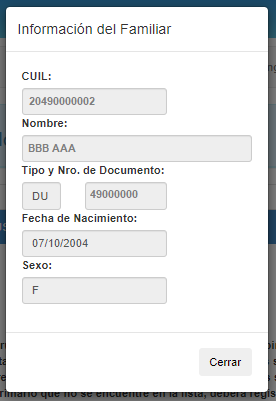 Información del Familiar
CUIL:
20490000002
Nombre:
BBB AAA
Tipo y Nro. de Documento:
DU 49000000
Fecha de Nacimiento:
07/10/2004
Sexo:
F
Cerrar